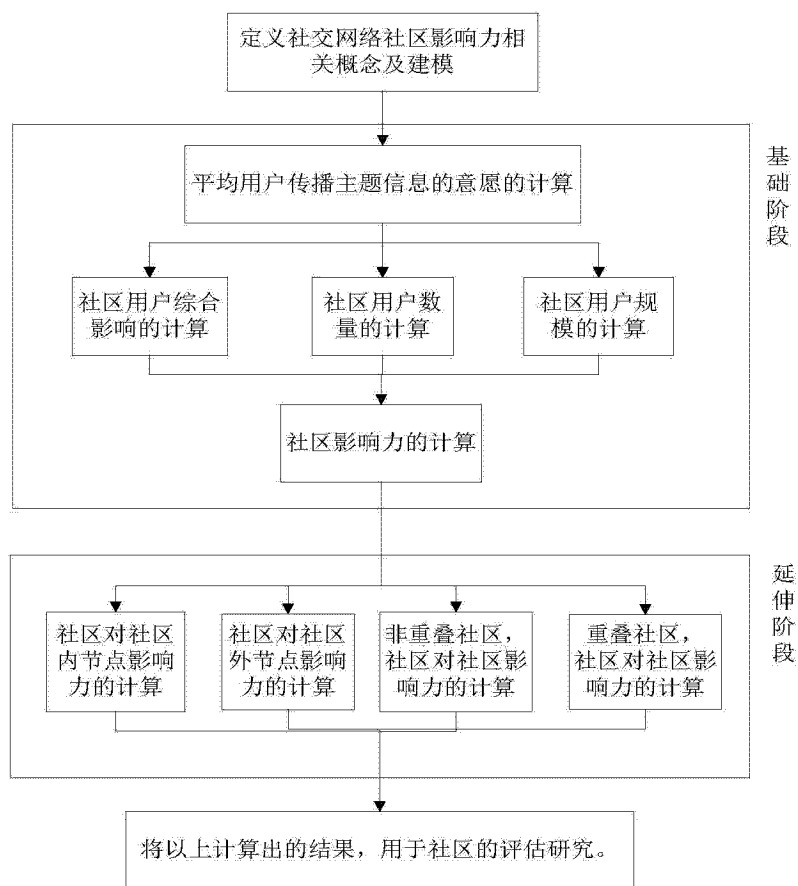 定义社交网络社区影响力相
关概念及建模
基础阶段
平均用户传播主题信息的意愿的计算
社区用户综合
影响的计算
社区用户数
量的计算
社区用户规
模的计算
社区影响力的计算
延伸阶段
社区对社区
内节点影响
力的计算
社区对社区
外节点影响
力的计算
非重叠社区，
社区对社区影
响力的计算
重叠社区，
社区对社区影
响力的计算
将以上计算出的结果，用于社区的评估研究。